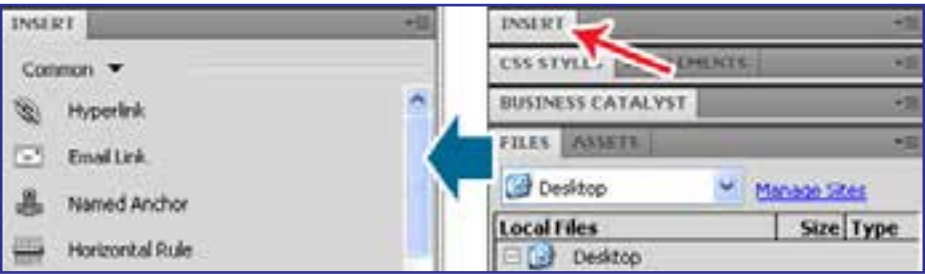 INSERT
Common
Hyperlink
Email Link
Named Anchor
Horizontal Rule
INSERT
CSS STYLES
BUSINESS CATALYST
FILES ASSETS
Desktop Manage Sites
Local Files Size Type
Desktop